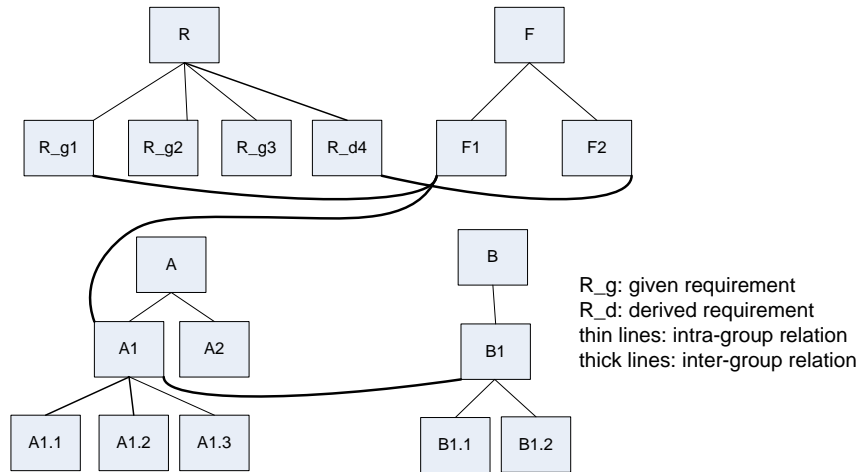 R
F
R_g1
R_g2
R_g3
R_d4
F1
F2
A
B
R_g: given requirement
R_d: derived requirement
thin lines: intra-group relation
thick lines: inter-group relation
A1
A2
B1
A1.1
A1.2
A1.3
B1.1
B1.2